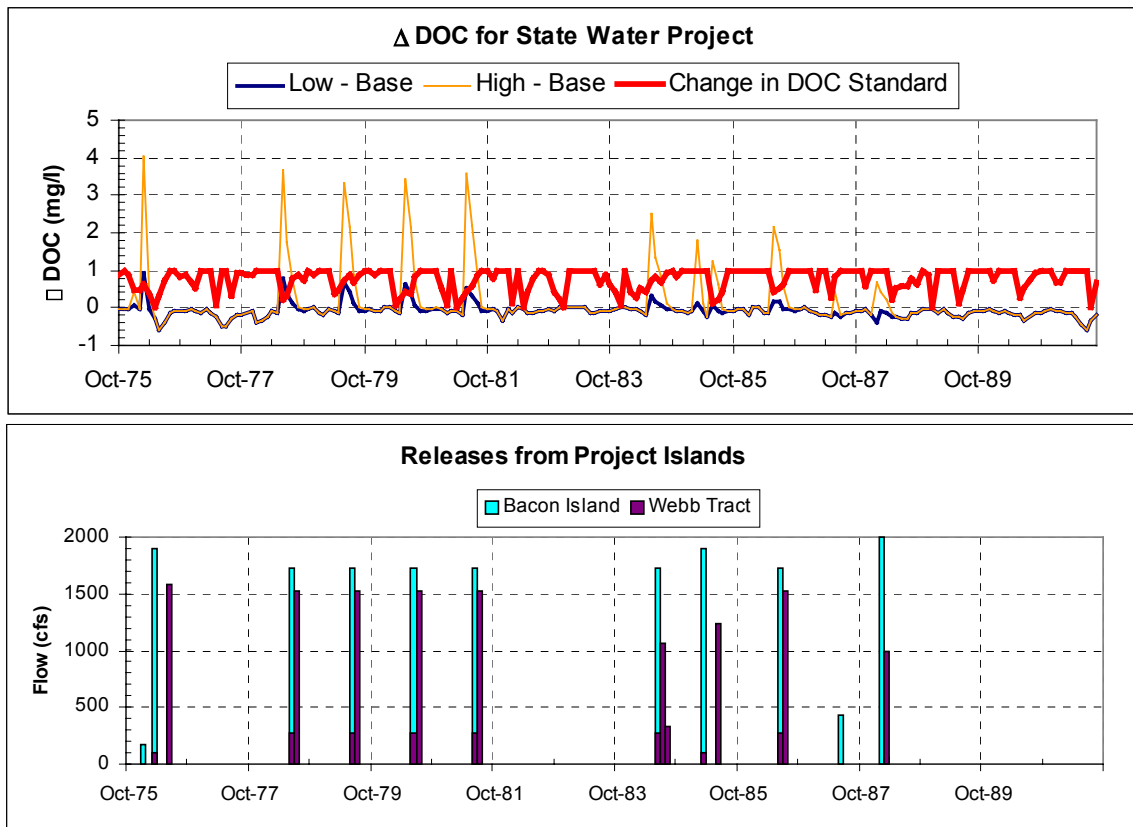 Δ DOC for State Water Project
Low - Base High - Base Change in DOC Standard
□ DOC (mg/l)
5
4
3
2
1
0
-1
Oct-75 Oct-77 Oct-79 Oct-81 Oct-83 Oct-85 Oct-87 Oct-89
Releases from Project Islands
Bacon Island Webb Tract
Flow (cfs)
2000
1500
1000
500
0
Oct-75 Oct-77 Oct-79 Oct-81 Oct-83 Oct-85 Oct-87 Oct-89